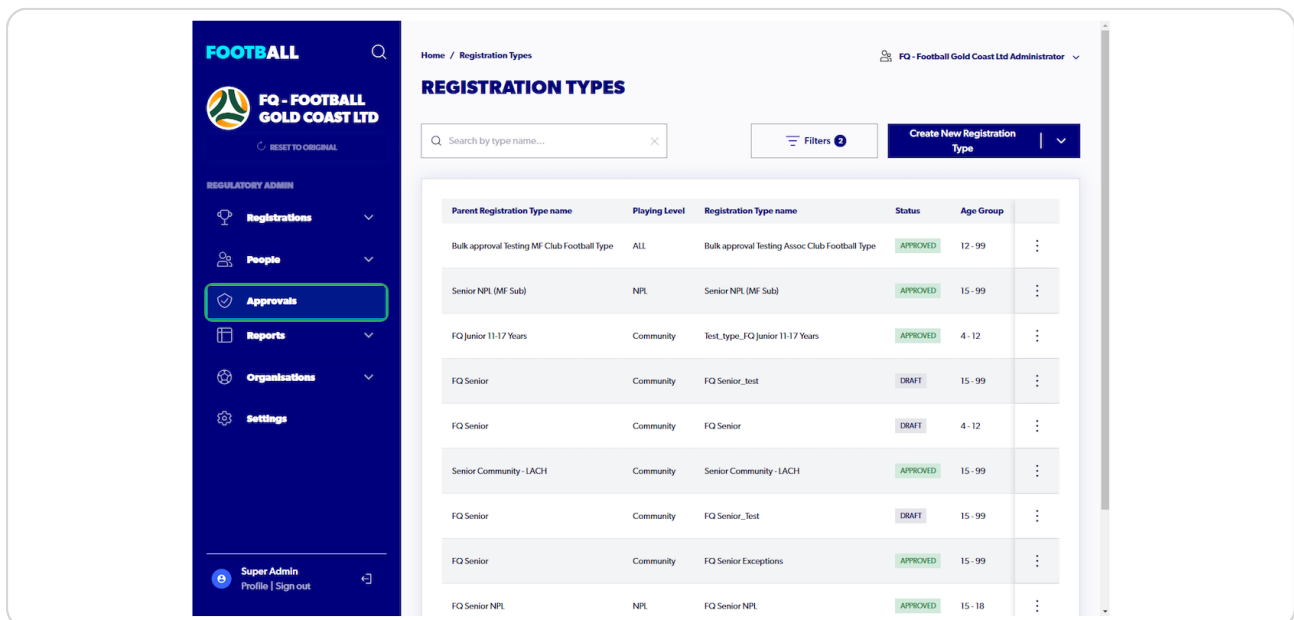 FOOTBALL
FQ - FOOTBALL
GOLD COAST LTD
RESET TO ORIGINAL
REGULATORY ADMIN
Registrations
People
Approvals
Reports
Organisations
Settings
Super Admin
Profile | Sign out
Home / Registration Types
FQ - Football Gold Coast Ltd Administrator
REGISTRATION TYPES
Search by type name...
Filters 2
Create New Registration
Type
Parent Registration Type name Playing Level Registration Type name Status Age Group
Bulk approval Testing MF Club Football Type ALL Bulk approval Testing Assoc Club Football Type APPROVED 12 - 99
Senior NPL (MF Sub) NPL Senior NPL (MF Sub) APPROVED 15 - 99
FQ Junior 11-17 Years Community Test_type_FQ Junior 11-17 Years APPROVED 4 - 12
FQ Senior Community FQ Senior_test DRAFT 15 - 99
FQ Senior Community FQ Senior DRAFT 4 - 12
Senior Community - LACH Community Senior Community - LACH APPROVED 15 - 99
FQ Senior Community FQ Senior_Test DRAFT 15 - 99
FQ Senior Community FQ Senior Exceptions APPROVED 15 - 99
FQ Senior NPL NPL FQ Senior NPL APPROVED 15 - 18